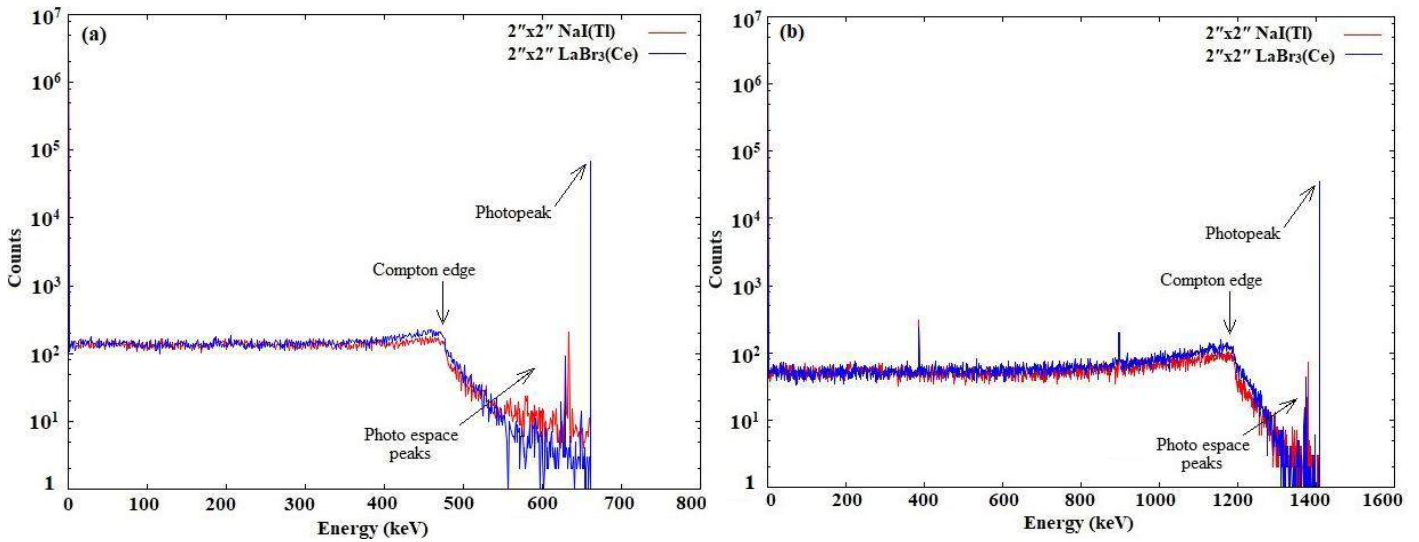 (a)
2"x2" NaI(Tl)
2"x2" LaBr₃(Ce)
10⁷
10⁶
10⁵
10⁴
10³
10²
10¹
1
Counts
Photopeak
Compton edge
Photo espace
peaks
0 100 200 300 400 500 600 700 800
Energy (keV)
(b)
2"x2" NaI(Tl)
2"x2" LaBr₃(Ce)
10⁷
10⁶
10⁵
10⁴
10³
10²
10¹
1
Counts
Photopeak
Compton edge
Photo espace
peaks
0 200 400 600 800 1000 1200 1400 1600
Energy (keV)